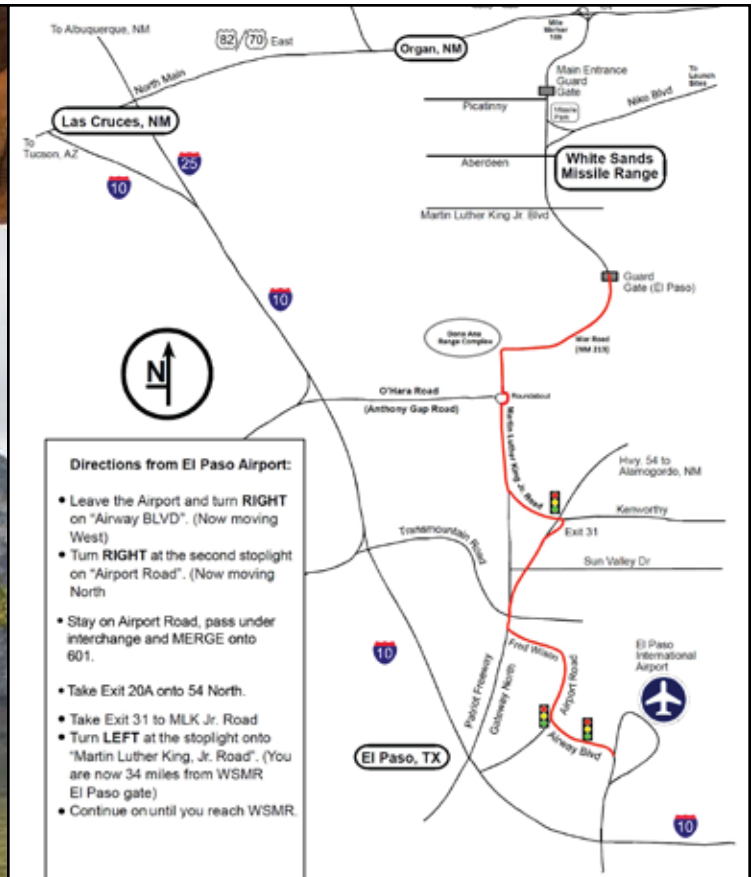 To Albuquerque, NM
82 / 70 East
Organ, NM
Mile
Marker
Main Entrance
Guard
Gate
To
Launch
Sites
North Main
Picatinny
Missile
Park
Nike Blvd
Las Cruces, NM
To
Tucson, AZ
25
10
Aberdeen
White Sands
Missile Range
Martin Luther King Jr. Blvd
Guard
Gate (El Paso)
10
Dona Ana
Range Complex
War Road
(NM 213)
N
O'Hara Road
(Anthony Gap Road)
Roundabout
Martin Luther King Jr. Road
Hwy. 54 to
Alamogordo, NM
Kenworthy
Exit 31
Transmountain Road
Sun Valley Dr
Directions from El Paso Airport:
• Leave the Airport and turn RIGHT
on "Airway BLVD". (Now moving
West)
• Turn RIGHT at the second stoplight
on "Airport Road". (Now moving
North
• Stay on Airport Road, pass under
interchange and MERGE onto
601.
• Take Exit 20A onto 54 North.
• Take Exit 31 to MLK Jr. Road
• Turn LEFT at the stoplight onto
"Martin Luther King, Jr. Road". (You
are now 34 miles from WSMR
El Paso gate)
• Continue on until you reach WSMR.
10
Patriot Freeway
Gateway North
Fred Wilson
Airport Road
El Paso
International
Airport
Airway Blvd
El Paso, TX
10